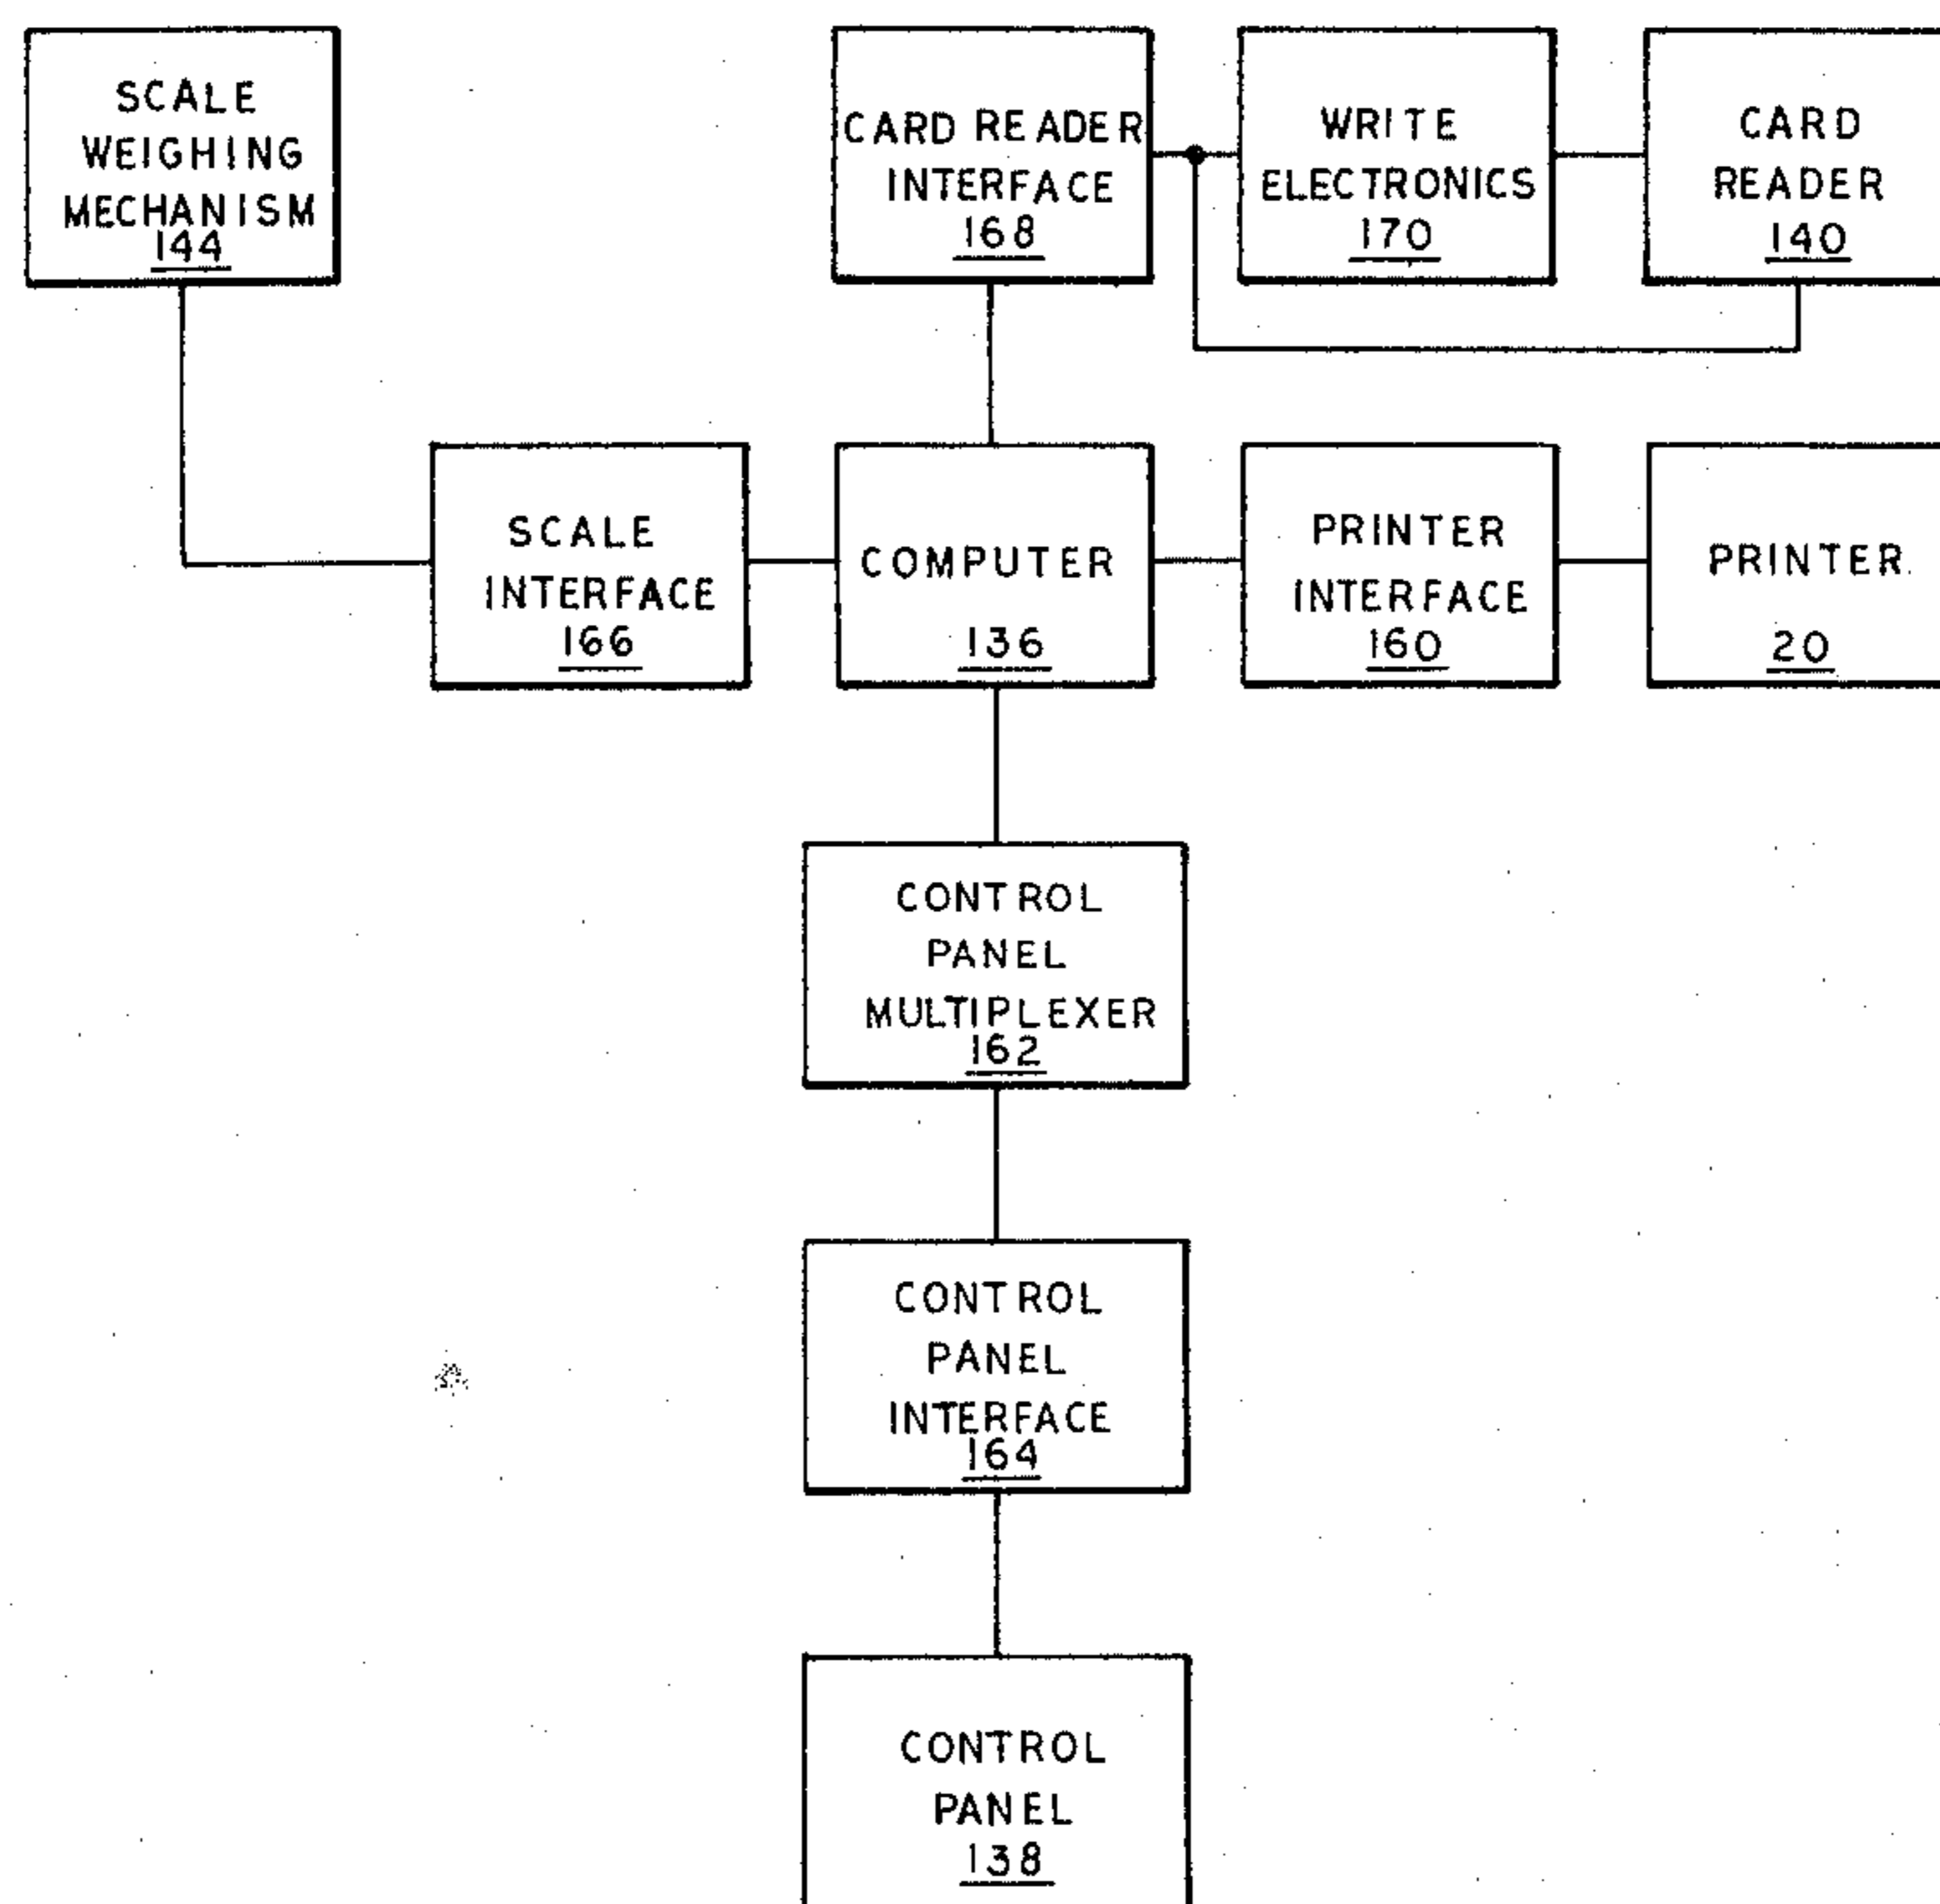 SCALE
WEIGHING
MECHANISM
144
CARD READER
INTERFACE
168
WRITE
ELECTRONICS
170
CARD
READER
140
SCALE
INTERFACE
166
COMPUTER
136
PRINTER
INTERFACE
160
PRINTER
20
CONTROL
PANEL
MULTIPLEXER
162
CONTROL
PANEL
INTERFACE
164
CONTROL
PANEL
138